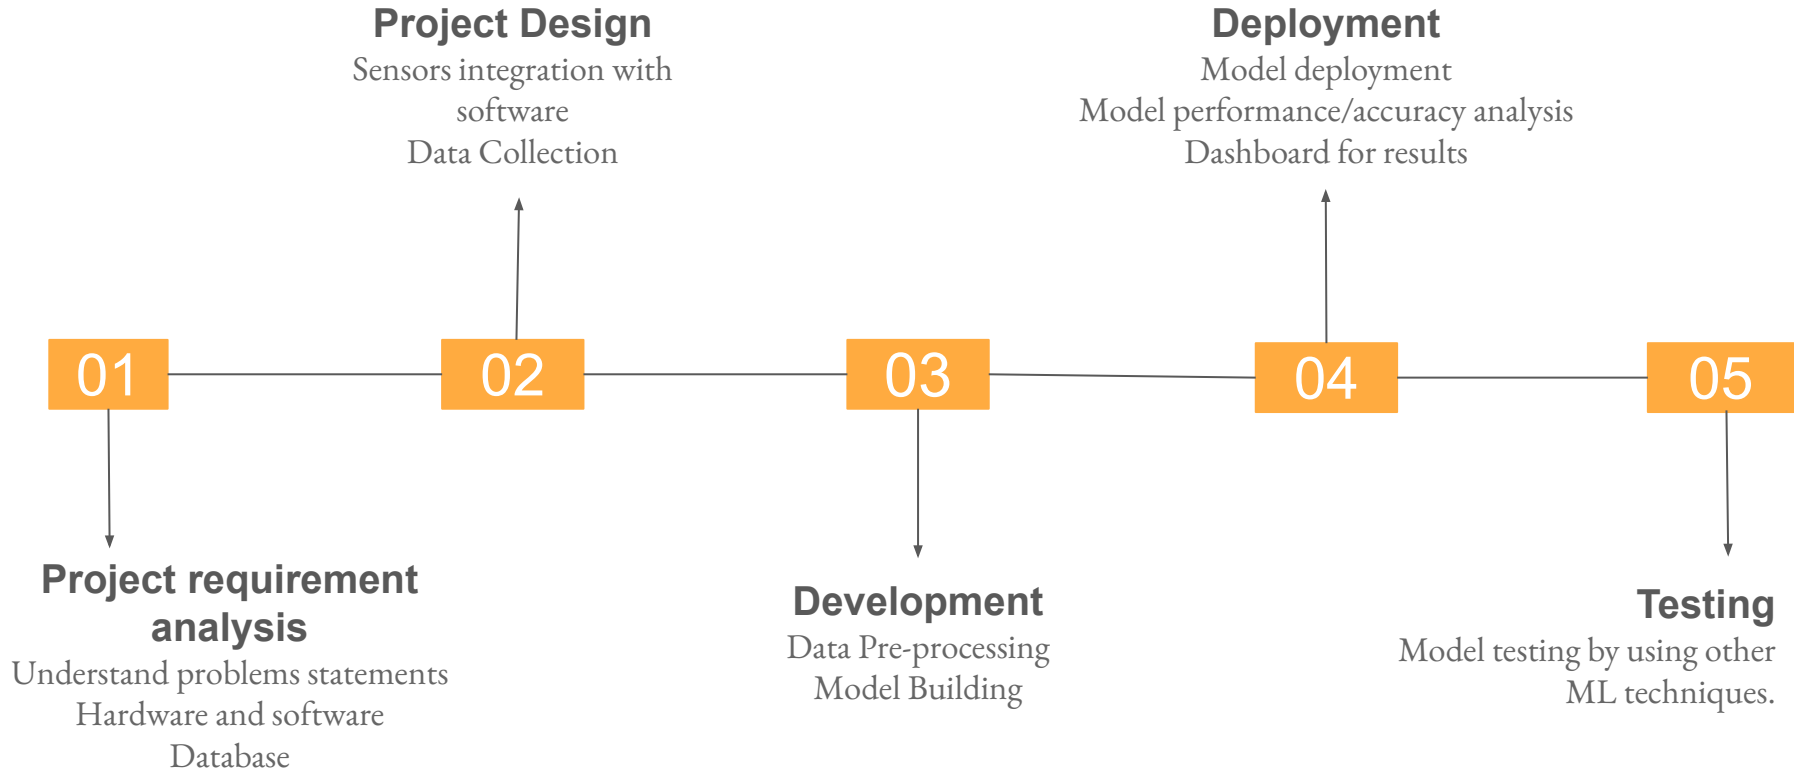 Project Design
Sensors integration with
software
Data Collection
Deployment
Model deployment
Model performance/accuracy analysis
Dashboard for results
01
02
03
04
05
Project requirement
analysis
Understand problems statements
Hardware and software
Database
Development
Data Pre-processing
Model Building
Testing
Model testing by using other
ML techniques.